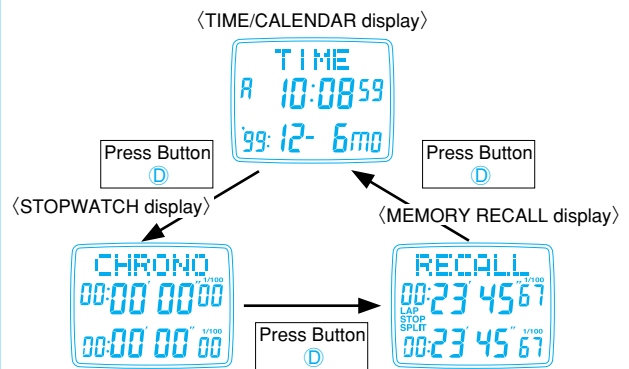 〈TIME/CALENDAR display〉
TIME
A 10:08 59
'99: 12- 6mo
Press Button
Ⓓ
Press Button
Ⓓ
〈STOPWATCH display〉
〈MEMORY RECALL display〉
CHRONO
1/100
00:00' 00" 00
1/100
00:00' 00" 00
Press Button
Ⓓ
RECALL
1/100
00:23' 45" 67
LAP
STOP
SPLIT
1/100
00:23' 45" 67